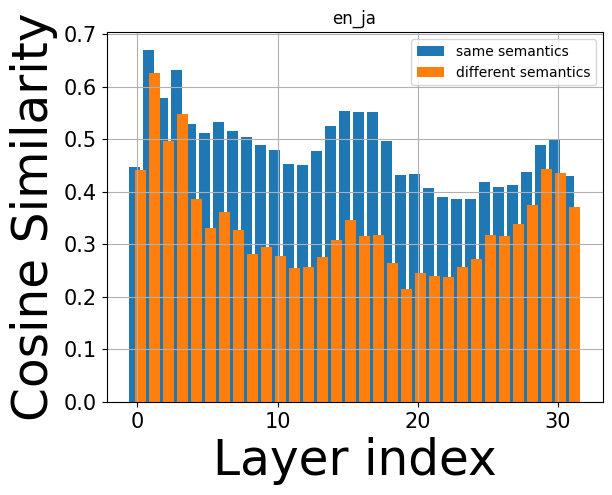 en_ja
same semantics
different semantics
Cosine Similarity
0.7
0.6
0.5
0.4
0.3
0.2
0.1
0.0
0 10 20 30
Layer index